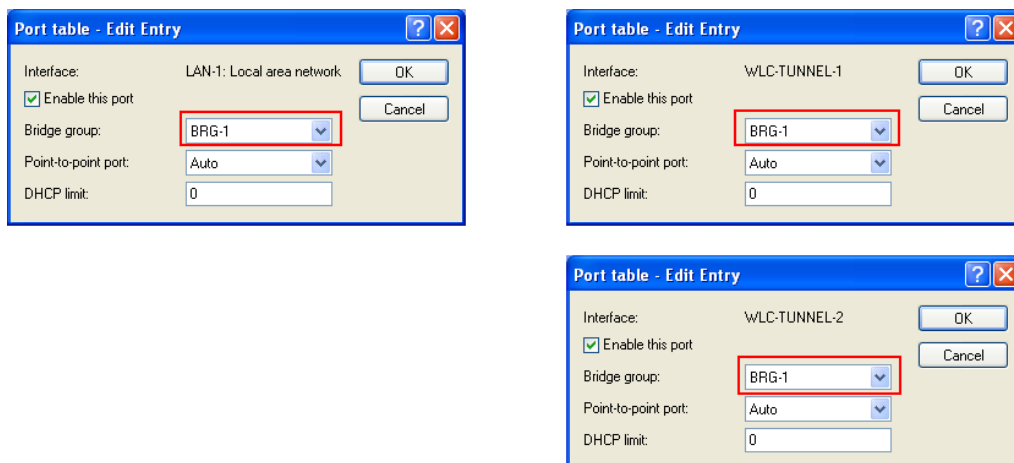 Port table - Edit Entry
Interface: LAN-1: Local area network OK
Enable this port
Cancel
Bridge group: BRG-1
Point-to-point port: Auto
DHCP limit: 0
Port table - Edit Entry
Interface: WLC-TUNNEL-1 OK
Enable this port
Cancel
Bridge group: BRG-1
Point-to-point port: Auto
DHCP limit: 0
Port table - Edit Entry
Interface: WLC-TUNNEL-2 OK
Enable this port
Cancel
Bridge group: BRG-1
Point-to-point port: Auto
DHCP limit: 0